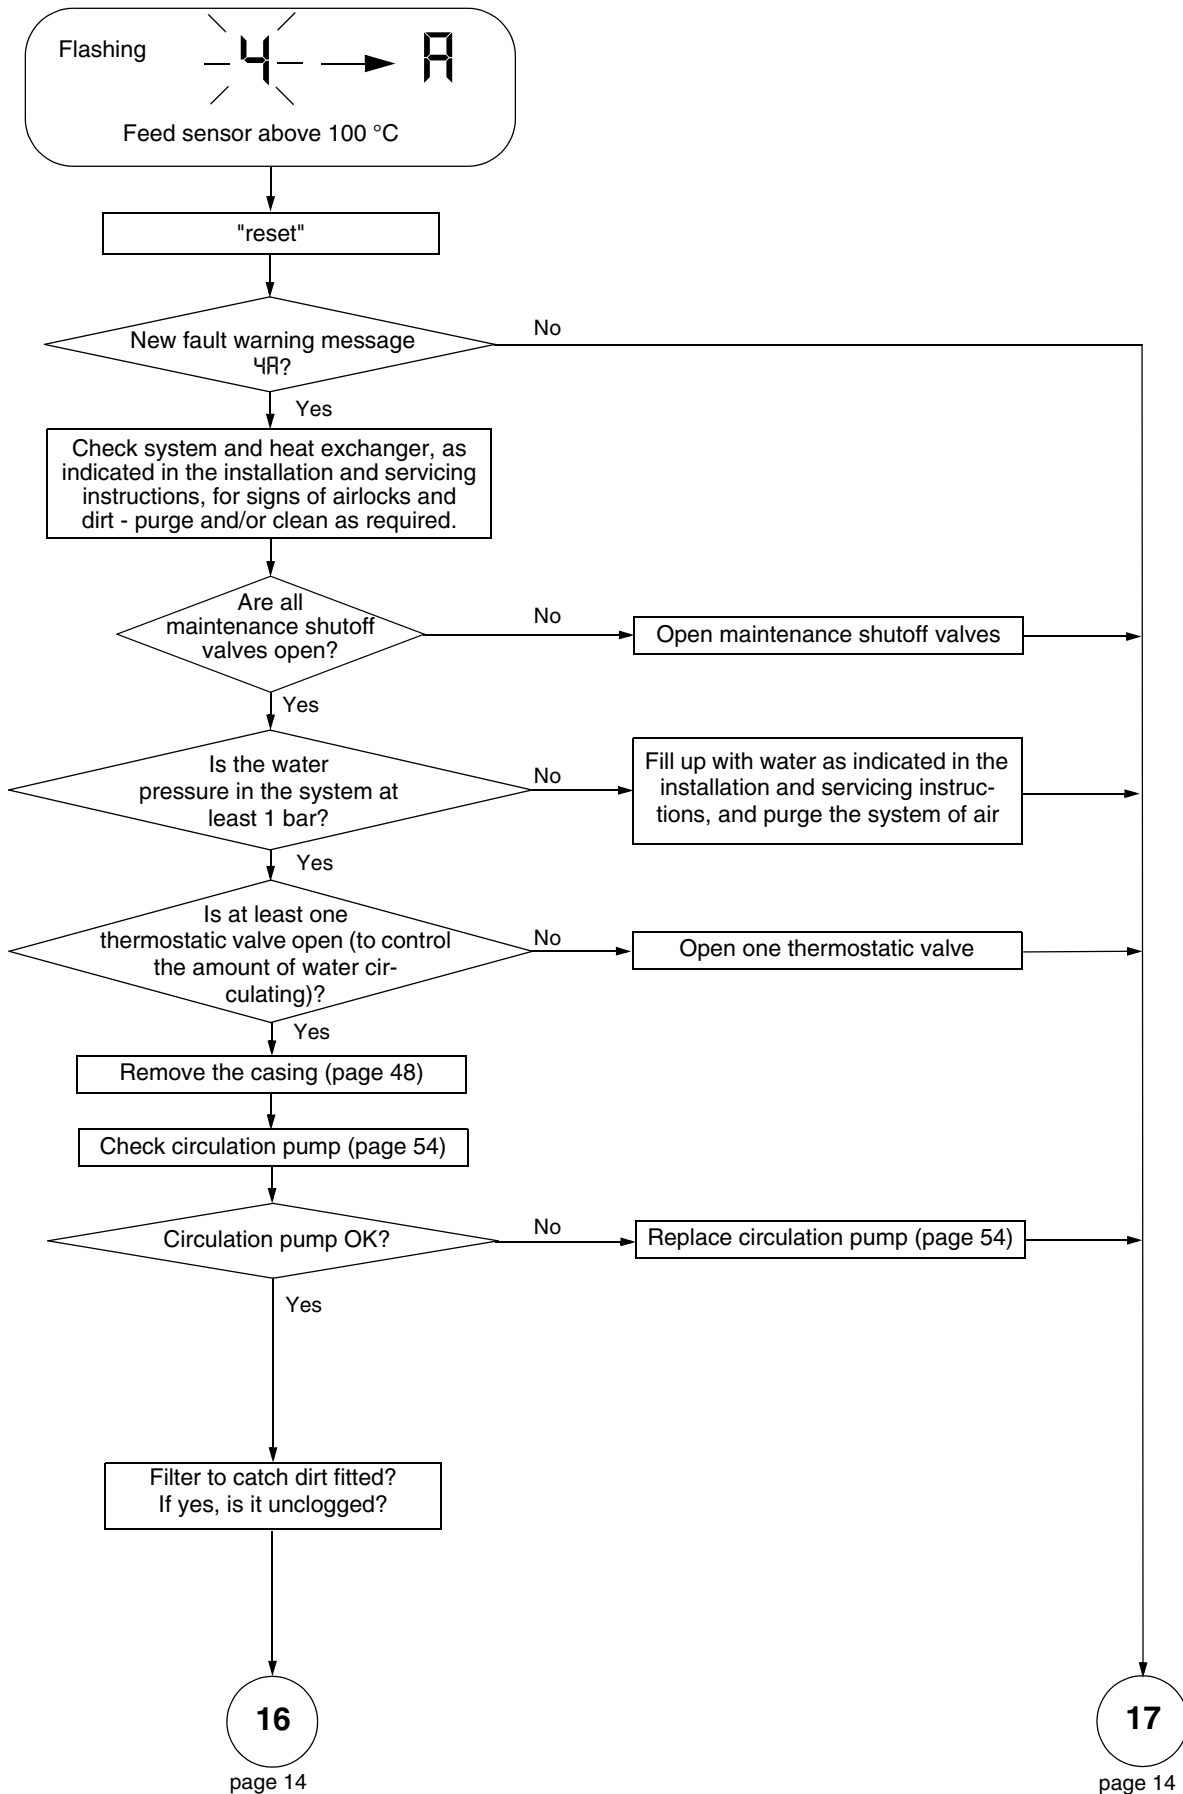 Flashing
4
A
Feed sensor above 100 °C
"reset"
New fault warning message
4A?
No
Yes
Check system and heat exchanger, as
indicated in the installation and servicing
instructions, for signs of airlocks and
dirt - purge and/or clean as required.
Are all
maintenance shutoff
valves open?
No
Open maintenance shutoff valves
Yes
Is the water
pressure in the system at
least 1 bar?
No
Fill up with water as indicated in the
installation and servicing instruc-
tions, and purge the system of air
Yes
Is at least one
thermostatic valve open (to control
the amount of water cir-
culating)?
No
Open one thermostatic valve
Yes
Remove the casing (page 48)
Check circulation pump (page 54)
Circulation pump OK?
No
Replace circulation pump (page 54)
Yes
Filter to catch dirt fitted?
If yes, is it unclogged?
16
page 14
17
page 14